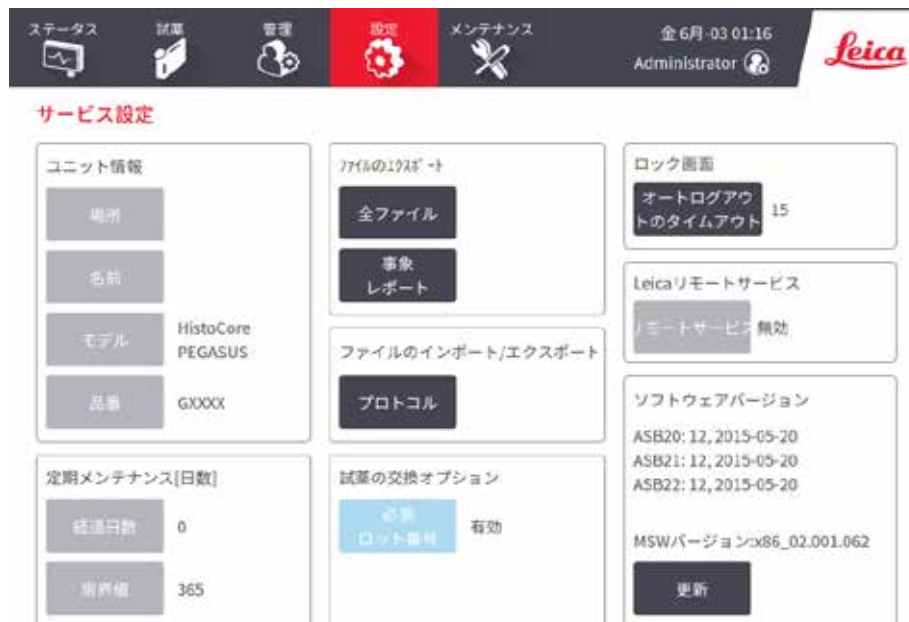 ステータス
試薬
管理
設定
メンテナンス
金 6月-03 01:16
Administrator
Leica
サービス設定
ユニット情報
場所
名前
モデル
HistoCore
PEGASUS
品番
GXXXX
定期メンテナンス[日数]
経過日数
0
限界値
365
ファイルのエクスポート
全ファイル
事象
レポート
ファイルのインポート/エクスポート
プロトコル
試薬の交換オプション
必須
ロット番号
有効
ロック画面
オートログアウ
トのタイムアウト
15
Leicaリモートサービス
リモートサービス
無効
ソフトウェアバージョン
ASB20: 12, 2015-05-20
ASB21: 12, 2015-05-20
ASB22: 12, 2015-05-20
MSWバージョン:x86_02.001.062
更新